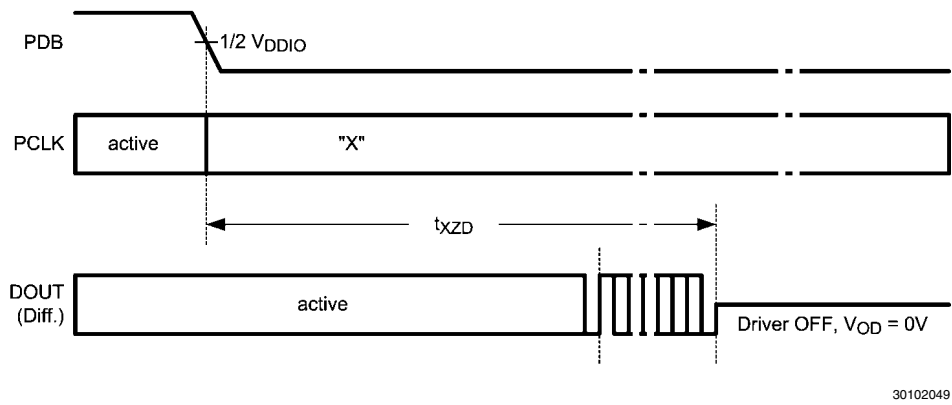 PDB
1/2 VDDIO
PCLK
active
"X"
tXZD
DOUT
(Diff.)
active
Driver OFF, VOD = 0V
30102049